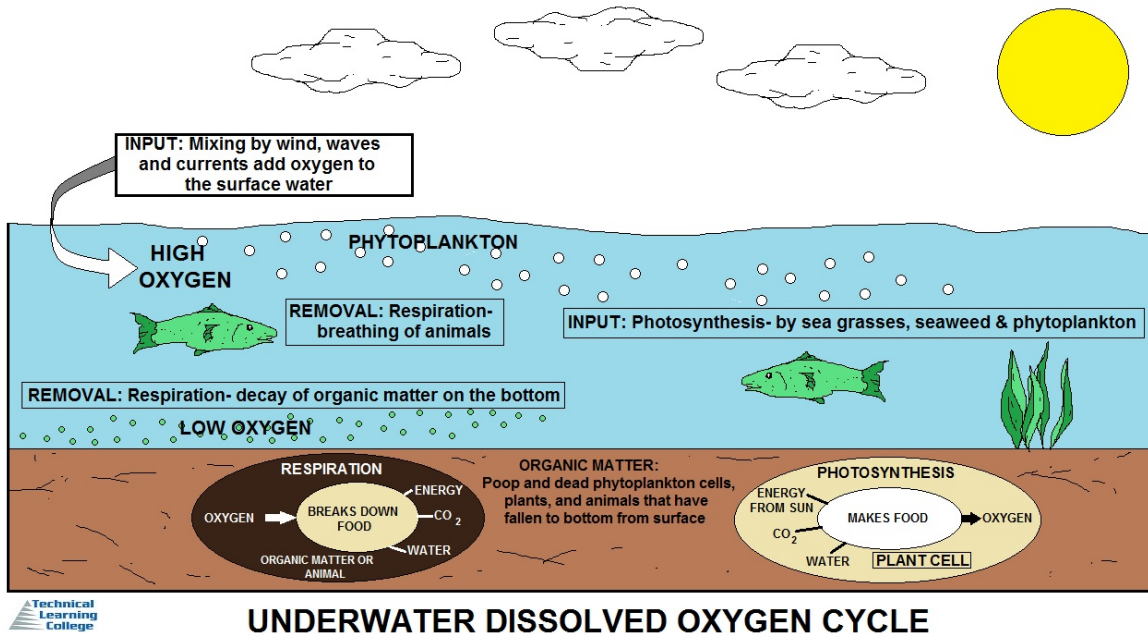 INPUT: Mixing by wind, waves
and currents add oxygen to
the surface water
HIGH
OXYGEN
PHYTOPLANKTON
REMOVAL: Respiration-
breathing of animals
INPUT: Photosynthesis- by sea grasses, seaweed & phytoplankton
REMOVAL: Respiration- decay of organic matter on the bottom
LOW OXYGEN
RESPIRATION
OXYGEN
BREAKS DOWN
FOOD
ENERGY
CO2
WATER
ORGANIC MATTER OR
ANIMAL
ORGANIC MATTER:
Poop and dead phytoplankton cells,
plants, and animals that have
fallen to bottom from surface
PHOTOSYNTHESIS
ENERGY
FROM SUN
CO2
WATER
MAKES FOOD
OXYGEN
PLANT CELL
Technical
Learning
College
UNDERWATER DISSOLVED OXYGEN CYCLE